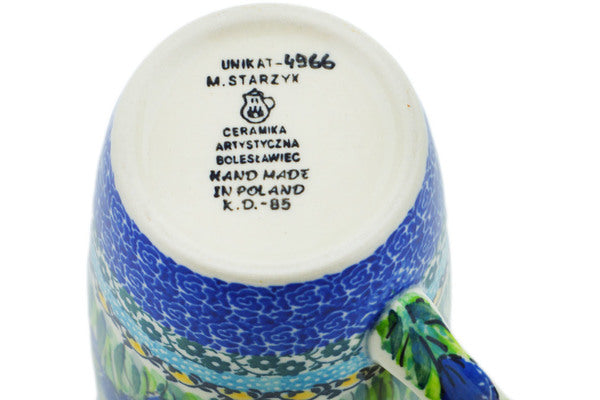 UNIKAT-4966
M. STARZYK
CERAMIKA
ARTYSTYCZNA
BOLESŁAWIEC
HAND MADE
IN POLAND
K.D.-85